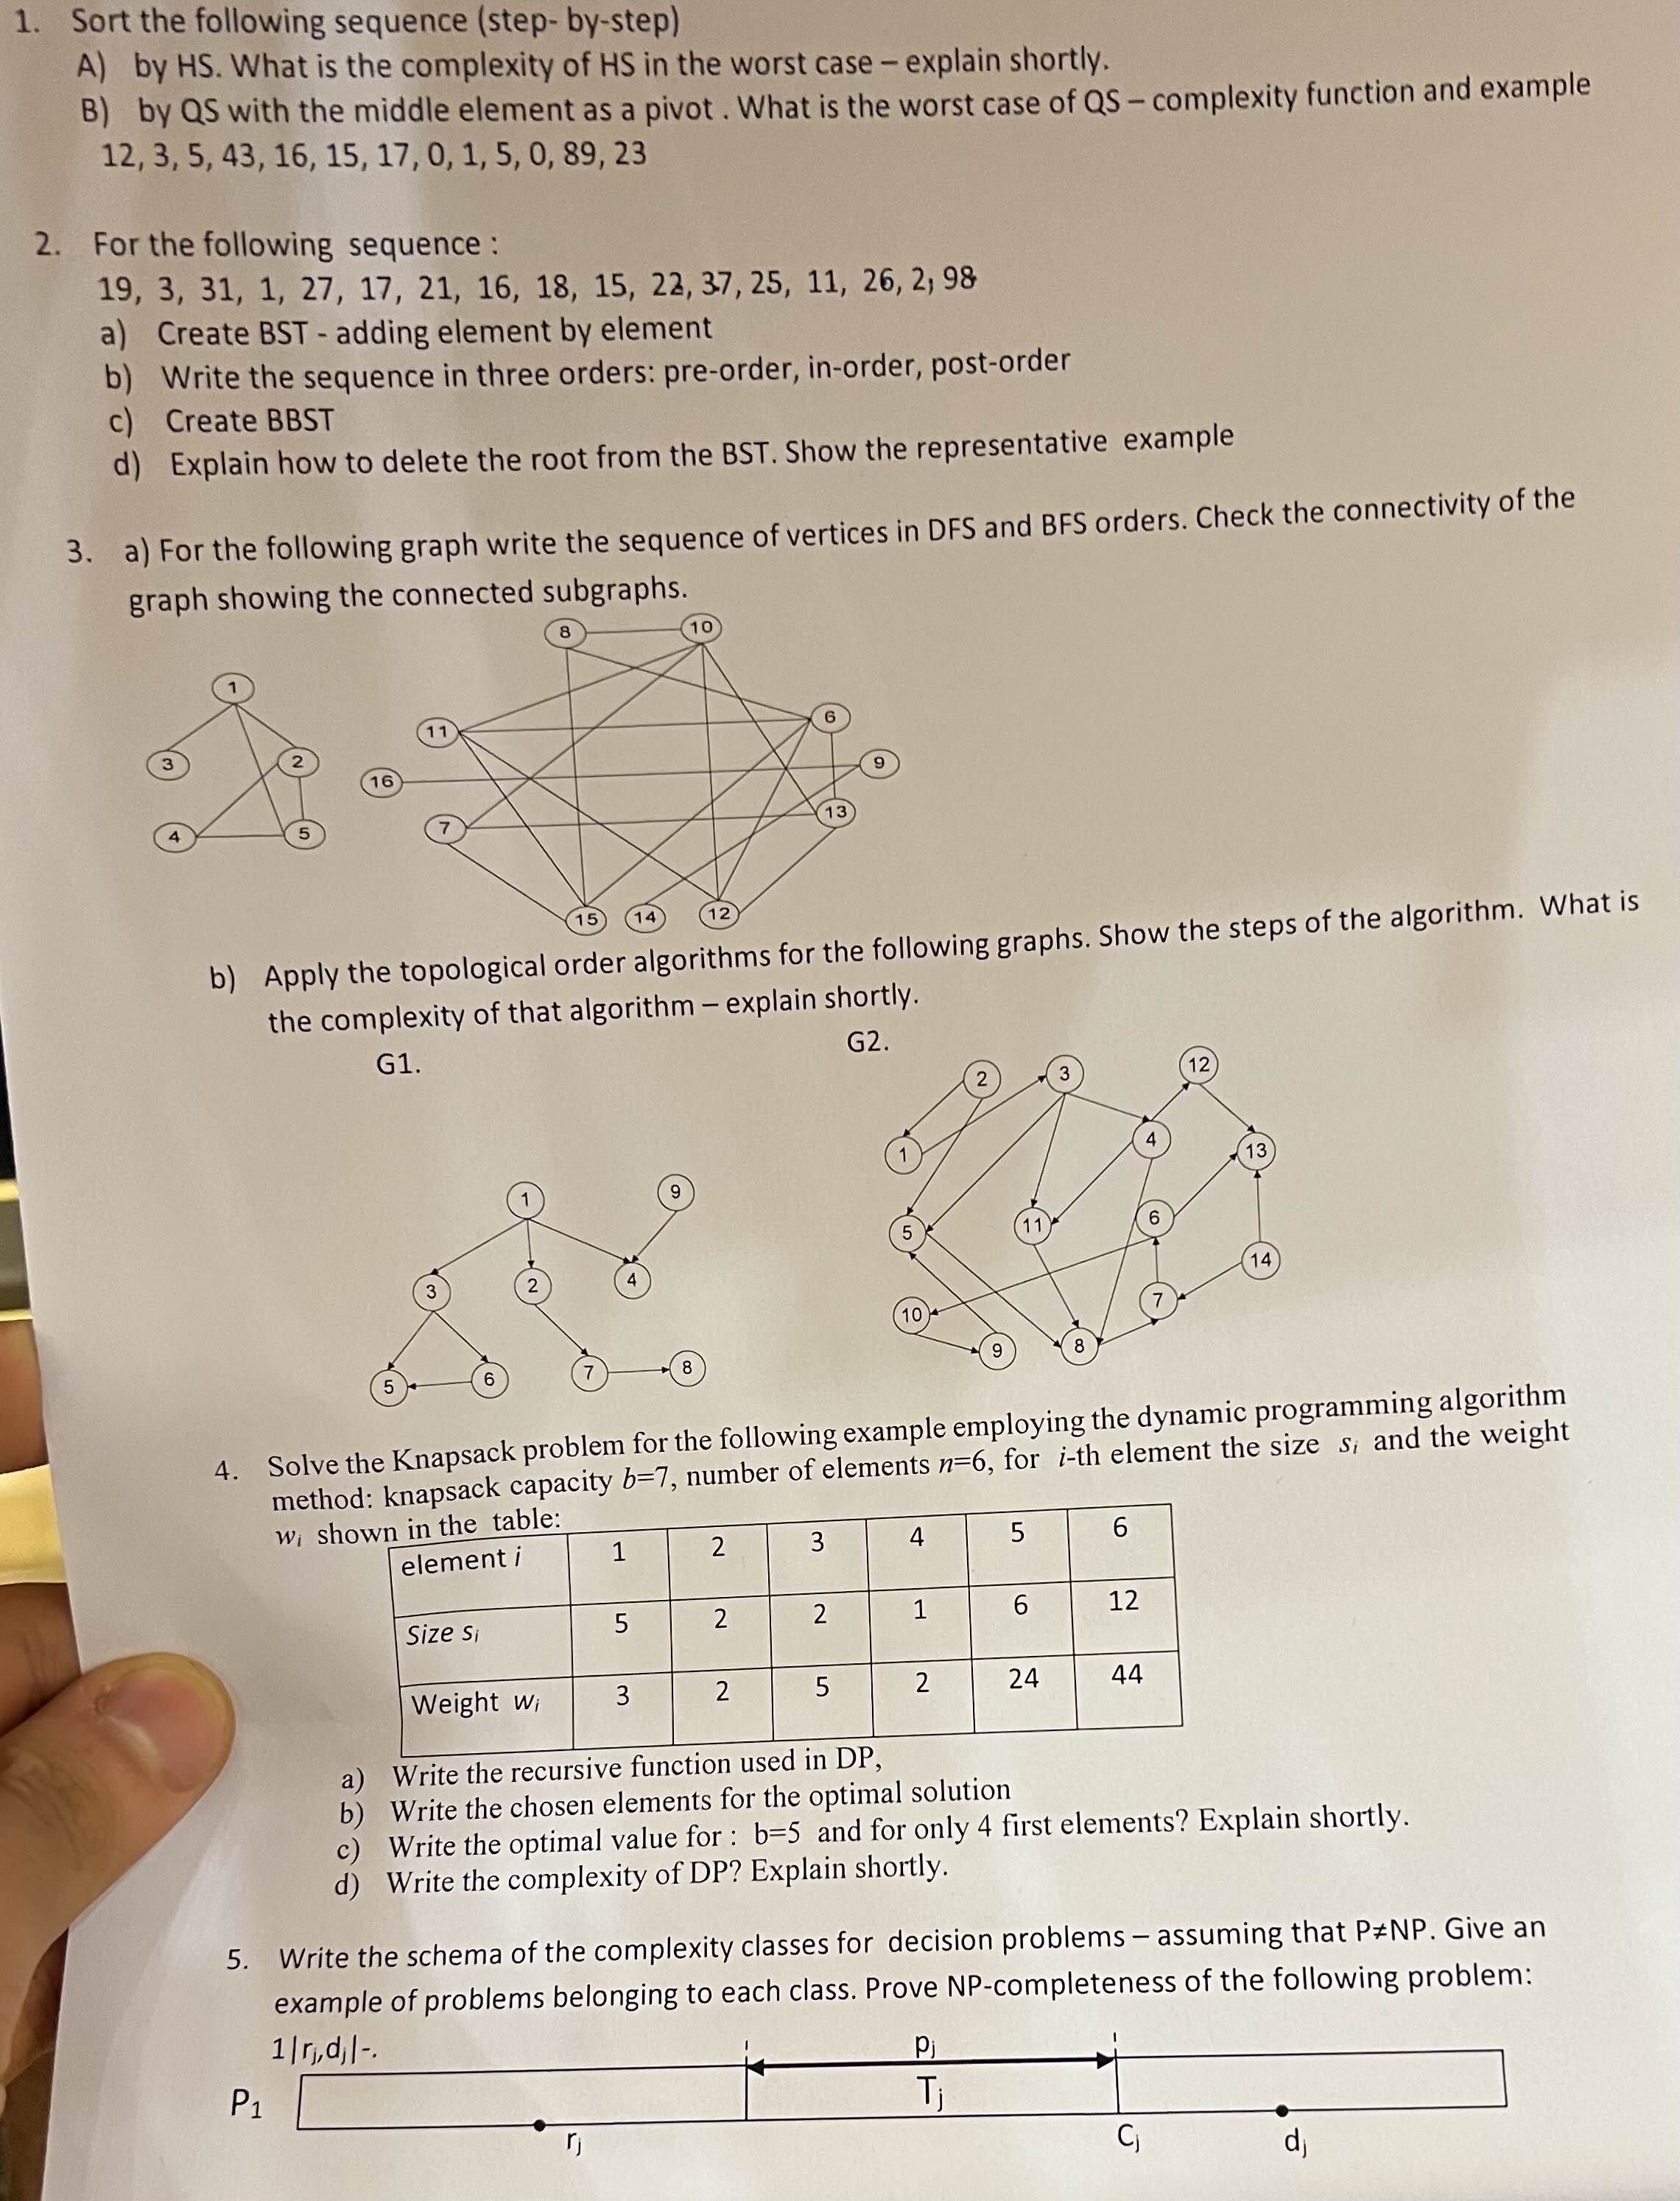 1. Sort the following sequence (step- by-step)
A) by HS. What is the complexity of HS in the worst case – explain shortly.
B) by QS with the middle element as a pivot . What is the worst case of QS – complexity function and example
12, 3, 5, 43, 16, 15, 17, 0, 1, 5, 0, 89, 23
2. For the following sequence :
19, 3, 31, 1, 27, 17, 21, 16, 18, 15, 22, 37, 25, 11, 26, 2, 98
a) Create BST - adding element by element
b) Write the sequence in three orders: pre-order, in-order, post-order
c) Create BBST
d) Explain how to delete the root from the BST. Show the representative example
3. a) For the following graph write the sequence of vertices in DFS and BFS orders. Check the connectivity of the
graph showing the connected subgraphs.
8 10
1
11 6
3 2 16 9
4 5 7 13
15 14 12
b) Apply the topological order algorithms for the following graphs. Show the steps of the algorithm. What is
the complexity of that algorithm – explain shortly.
G1. G2.
2 3 12
1 4 13
1 9
5 11 6
3 2 4 14
10 7
5 6 7 8 9 8
4. Solve the Knapsack problem for the following example employing the dynamic programming algorithm
method: knapsack capacity b=7, number of elements n=6, for i-th element the size si and the weight
wi shown in the table:
element i 1 2 3 4 5 6
Size si 5 2 2 1 6 12
Weight wi 3 2 5 2 24 44
a) Write the recursive function used in DP,
b) Write the chosen elements for the optimal solution
c) Write the optimal value for : b=5 and for only 4 first elements? Explain shortly.
d) Write the complexity of DP? Explain shortly.
5. Write the schema of the complexity classes for decision problems – assuming that P≠NP. Give an
example of problems belonging to each class. Prove NP-completeness of the following problem:
1|rj,dj|-.
pj
P1 Tj
rj Cj dj